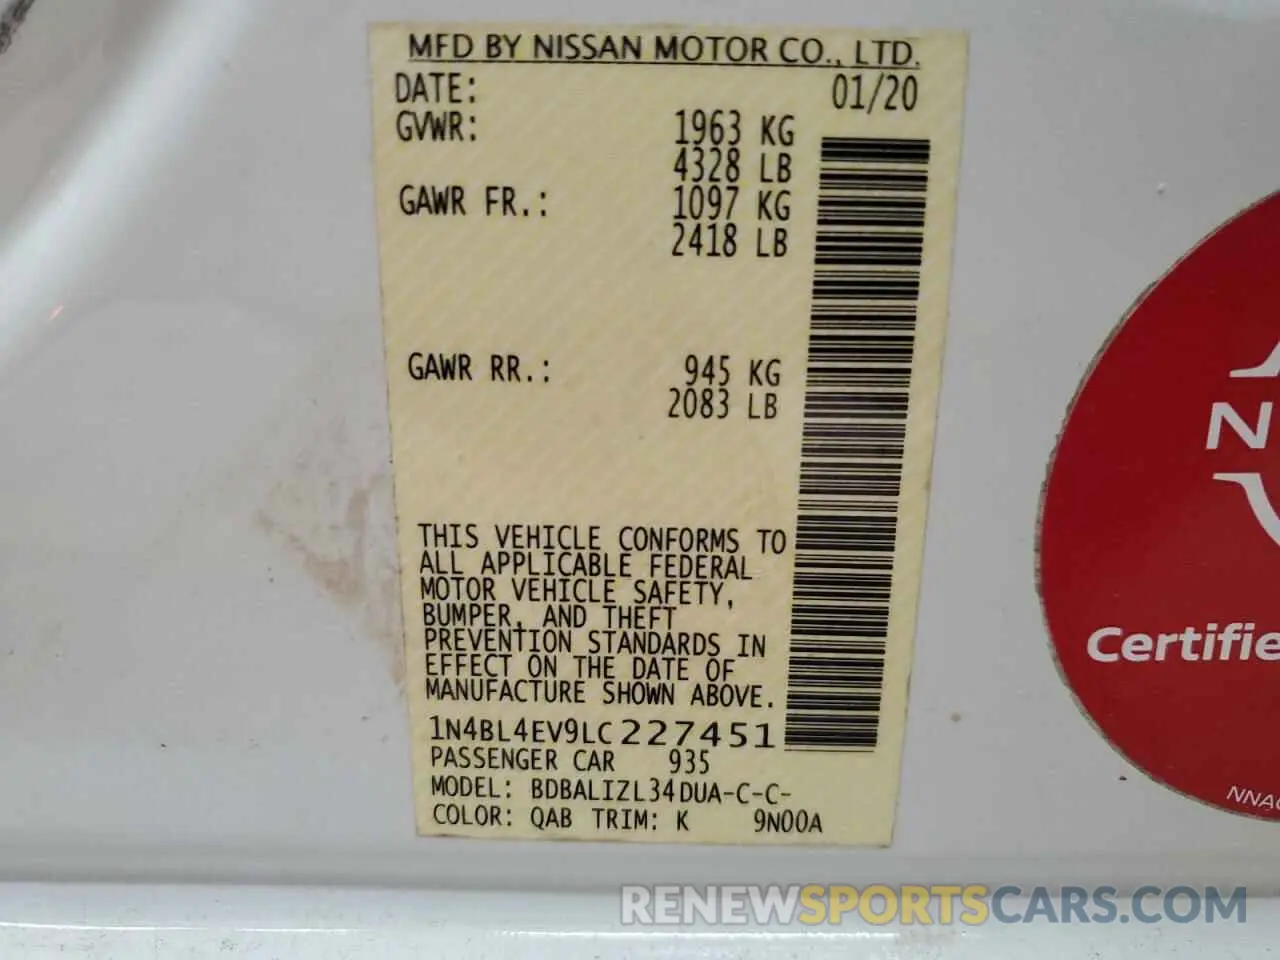 MFD BY NISSAN MOTOR CO., LTD.
DATE: 01/20
GVWR: 1963 KG
4328 LB
GAWR FR.: 1097 KG
2418 LB
GAWR RR.: 945 KG
2083 LB
THIS VEHICLE CONFORMS TO
ALL APPLICABLE FEDERAL
MOTOR VEHICLE SAFETY,
BUMPER, AND THEFT
PREVENTION STANDARDS IN
EFFECT ON THE DATE OF
MANUFACTURE SHOWN ABOVE.
1N4BL4EV9LC227451
PASSENGER CAR 935
MODEL: BDBALIZL34DUA-C-C-
COLOR: QAB TRIM: K 9N00A
N
Certifie
NNA
RENEWSPORTSCARS.COM